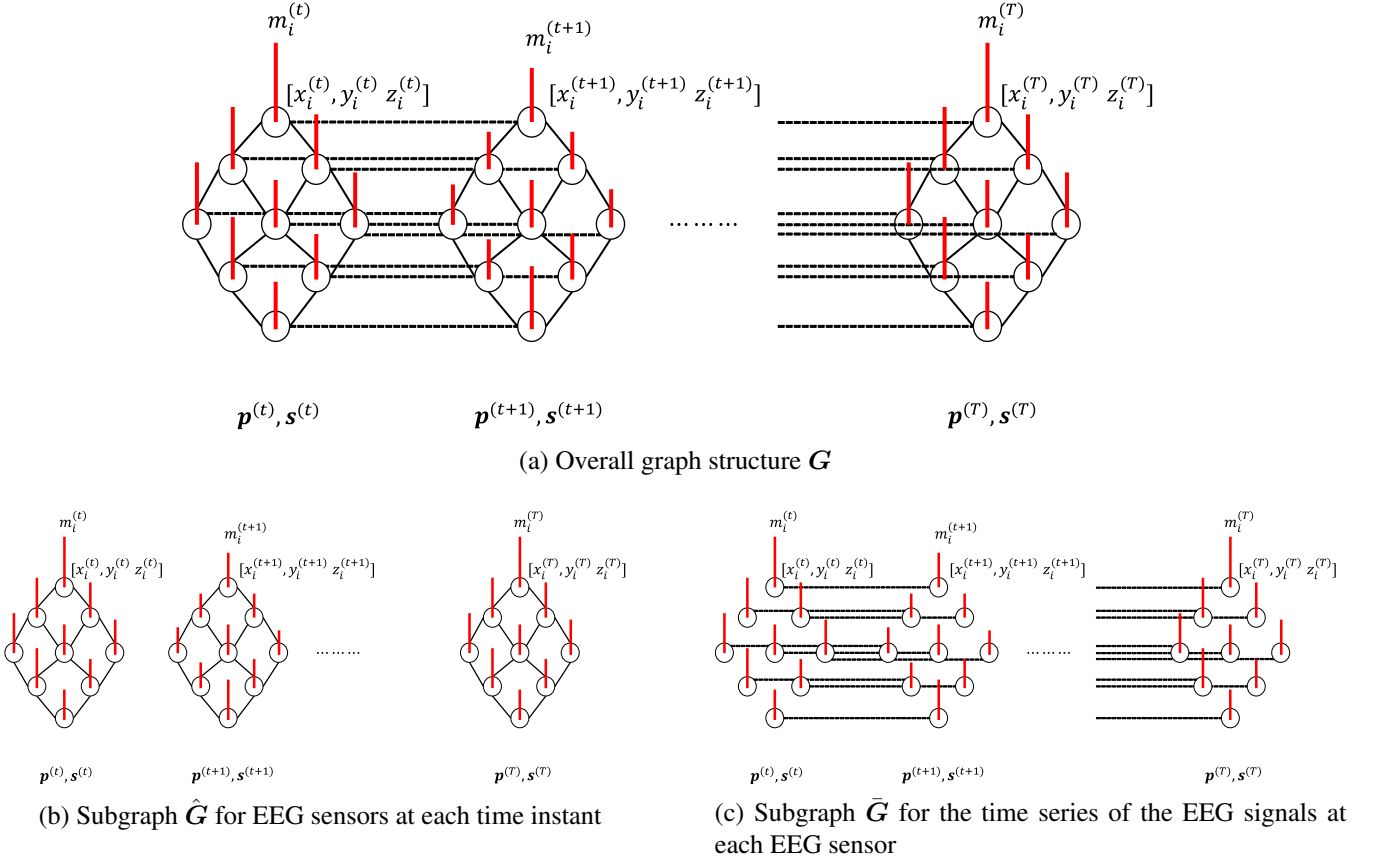 m_i^(t)
m_i^(t+1)
m_i^(T)
[x_i^(t), y_i^(t) z_i^(t)]
[x_i^(t+1), y_i^(t+1) z_i^(t+1)]
[x_i^(T), y_i^(T) z_i^(T)]
………
p^(t), s^(t)
p^(t+1), s^(t+1)
p^(T), s^(T)
(a) Overall graph structure G
m_i^(t)
m_i^(t+1)
m_i^(T)
[x_i^(t), y_i^(t) z_i^(t)]
[x_i^(t+1), y_i^(t+1) z_i^(t+1)]
[x_i^(T), y_i^(T) z_i^(T)]
………
p^(t), s^(t)
p^(t+1), s^(t+1)
p^(T), s^(T)
(b) Subgraph Ĝ for EEG sensors at each time instant
m_i^(t)
m_i^(t+1)
m_i^(T)
[x_i^(t), y_i^(t) z_i^(t)]
[x_i^(t+1), y_i^(t+1) z_i^(t+1)]
[x_i^(T), y_i^(T) z_i^(T)]
………
p^(t), s^(t)
p^(t+1), s^(t+1)
p^(T), s^(T)
(c) Subgraph Ḡ for the time series of the EEG signals at
each EEG sensor